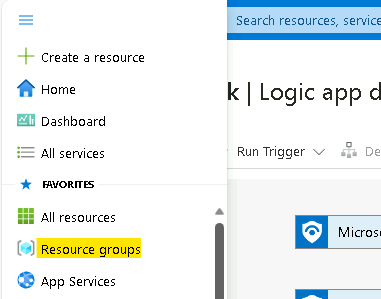 Search resources, service
Create a resource
Home
k | Logic app d
Dashboard
Run Trigger
De
All services
FAVORITES
All resources
Micros
Resource groups
App Services